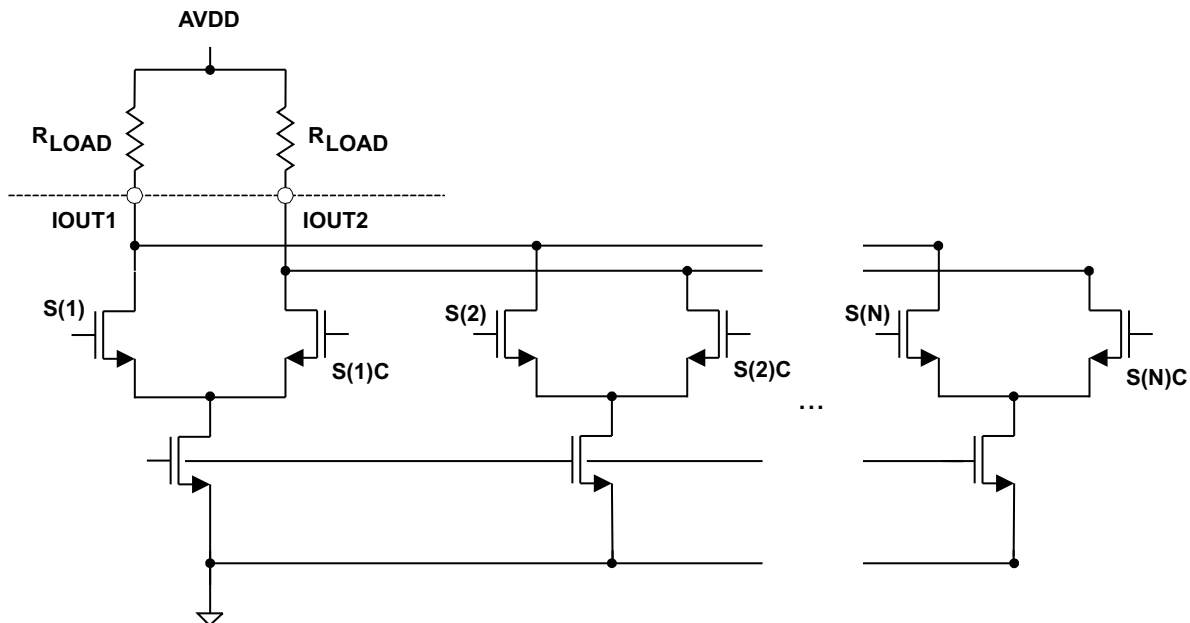 AVDD
RLOAD
RLOAD
IOUT1
IOUT2
S(1)
S(1)C
S(2)
S(2)C
...
S(N)
S(N)C